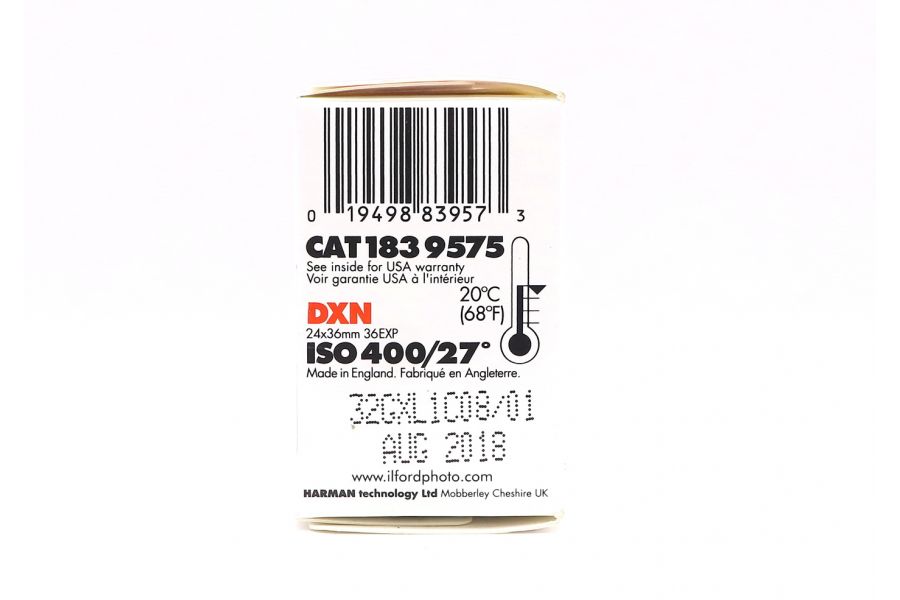 0 19498 83957 3
CAT 183 9575
See inside for USA warranty
Voir garantie USA à l'intérieur
20°C
(68°F)
DXN
24x36mm 36EXP
ISO 400/27°
Made in England. Fabriqué en Angleterre.
32GXL1C08/01
AUG 2018
www.ilfordphoto.com
HARMAN technology Ltd Mobberley Cheshire UK